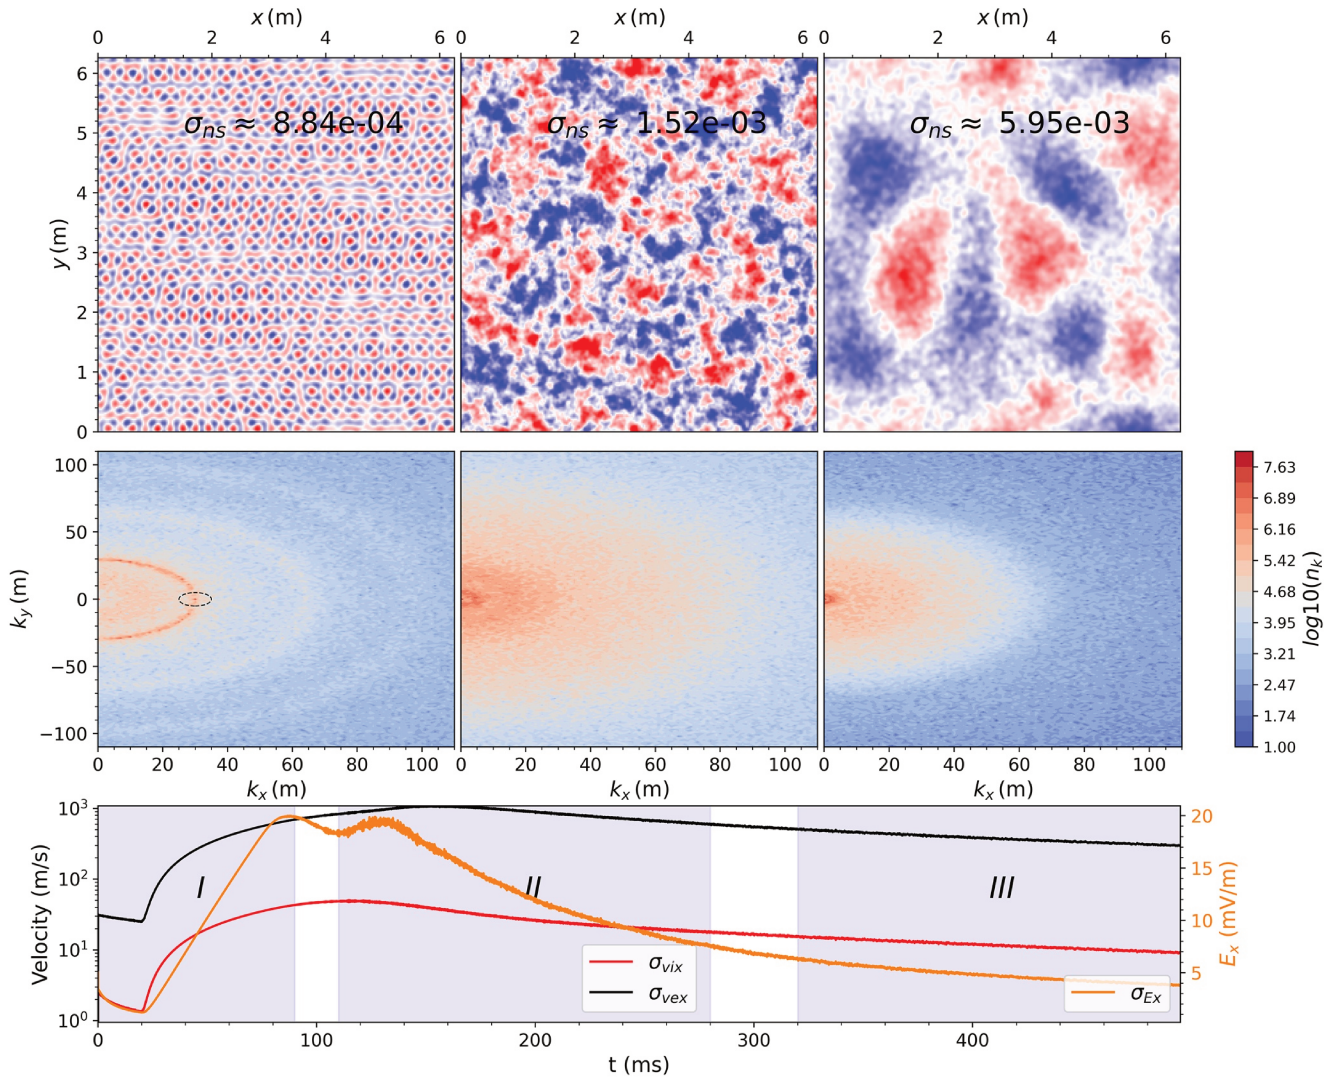 x (m) x (m) x (m)
0 2 4 6 0 2 4 6 0 2 4 6
6
σns ≈ 8.84e-04 σns ≈ 1.52e-03 σns ≈ 5.95e-03
5
4
y (m)
3
2
1
0
100
50
0
−50
−100
ky (m)
0 20 40 60 80 100 0 20 40 60 80 100 0 20 40 60 80 100
kx (m) kx (m) kx (m)
7.63
6.89
6.16
5.42
4.68
3.95
3.21
2.47
1.74
1.00
log10(nk)
10³
10²
10¹
10⁰
Velocity (m/s)
I II III
σvix
σvex
σEx
20
15
10
5
Ex (mV/m)
0 100 200 300 400
t (ms)